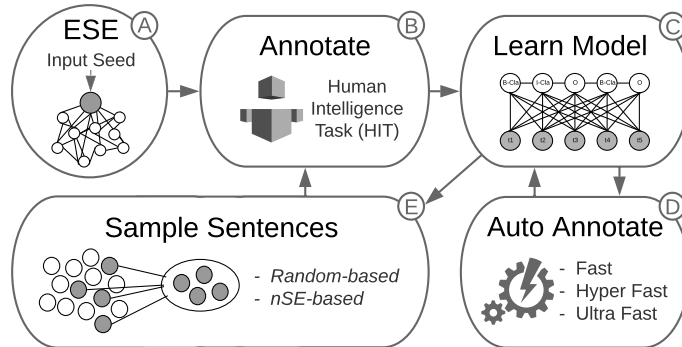 ESE
A
Input Seed
Annotate
B
Human
Intelligence
Task (HIT)
Learn Model
C
B-Cla I-Cla O B-Cla O
t1 t2 t3 t4 t5
Sample Sentences
E
- Random-based
- nSE-based
Auto Annotate
D
- Fast
- Hyper Fast
- Ultra Fast